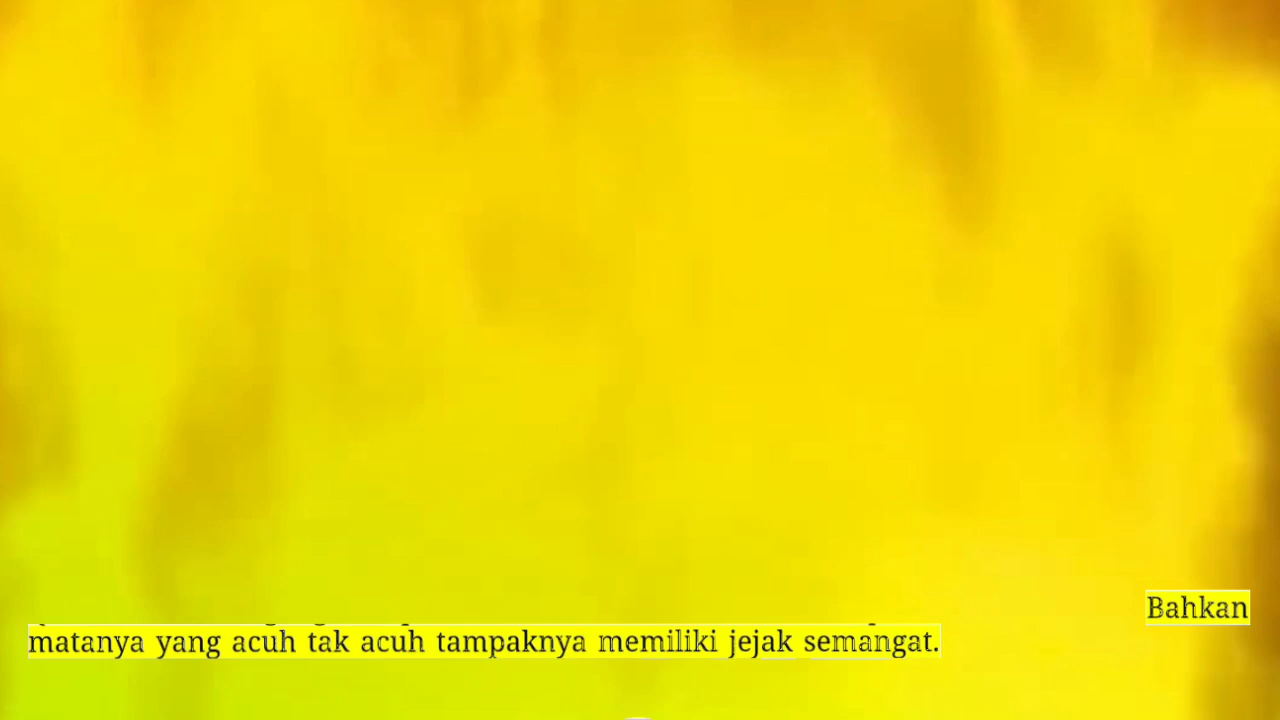 Bahkan
matanya yang acuh tak acuh tampaknya memiliki jejak semangat.